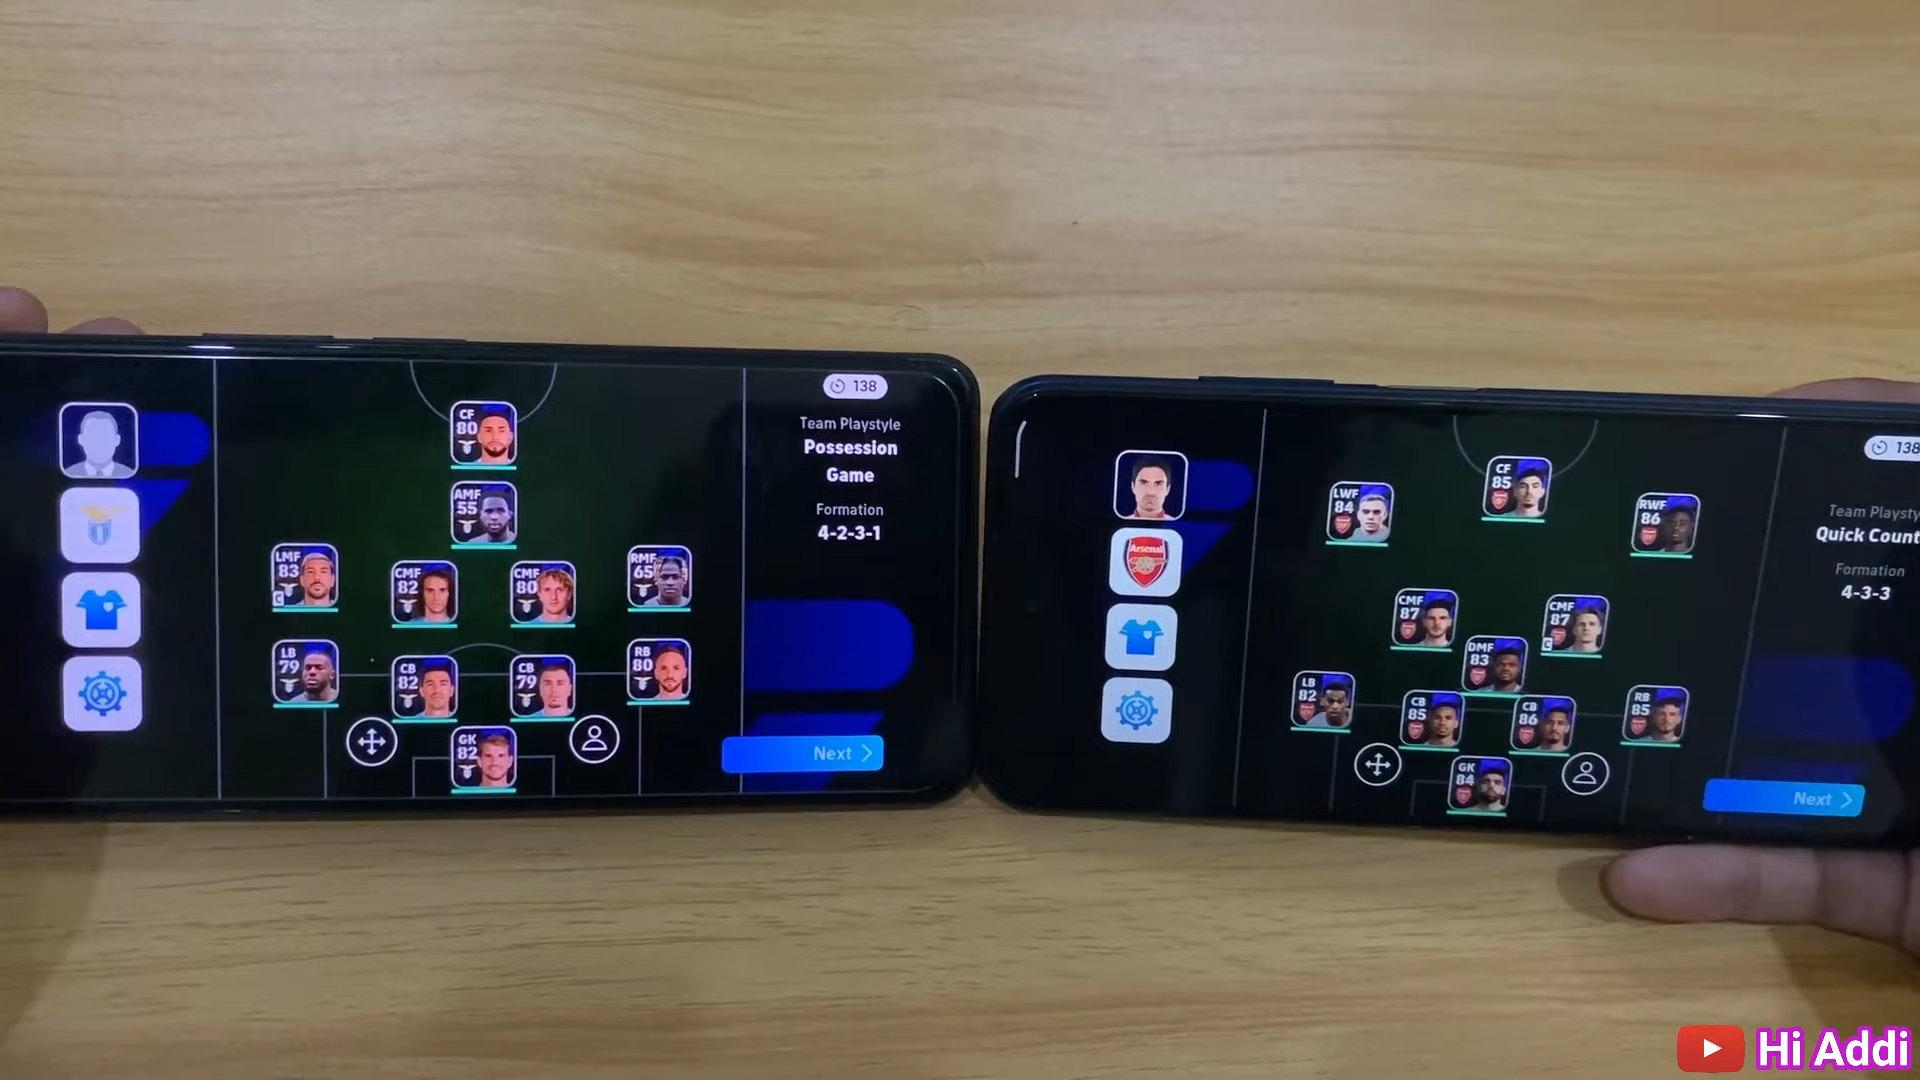 138
Team Playstyle
Possession
Game
Formation
4-2-3-1
CF
80
AMF
55
LMF
83
C
CMF
82
CMF
80
RMF
65
LB
79
CB
82
CB
79
RB
80
GK
82
Next
138
Team Playsty
Quick Count
Formation
4-3-3
Arsenal
LWF
84
CF
85
RWF
86
CMF
87
CMF
87
C
DMF
83
LB
82
CB
85
CB
86
RB
85
GK
84
Next
Hi Addi